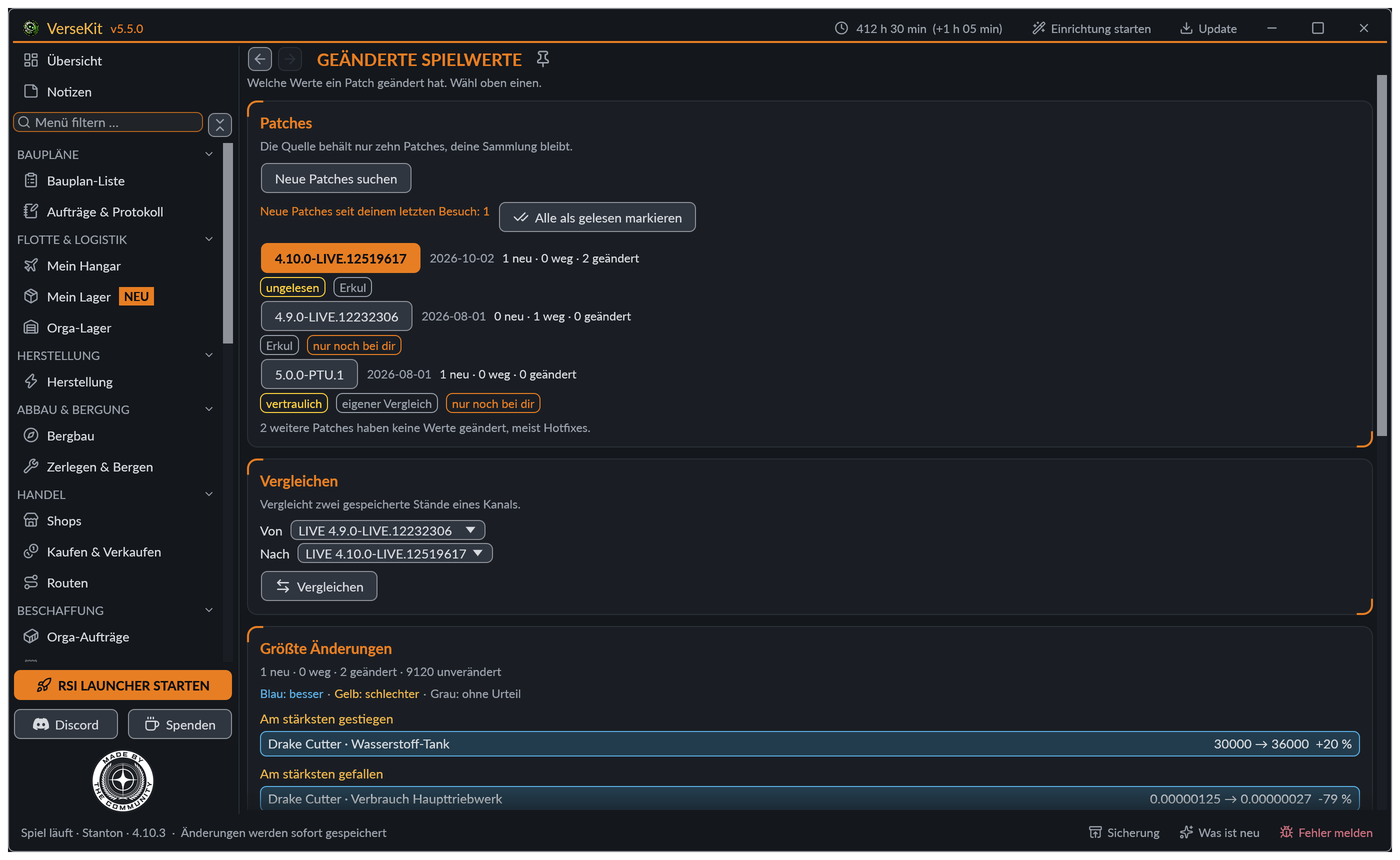 VerseKit v5.5.0
412 h 30 min (+1 h 05 min)
Einrichtung starten
Update
Übersicht
Notizen
Menü filtern ...
BAUPLÄNE
Bauplan-Liste
Aufträge & Protokoll
FLOTTE & LOGISTIK
Mein Hangar
Mein Lager NEU
Orga-Lager
HERSTELLUNG
Herstellung
ABBAU & BERGUNG
Bergbau
Zerlegen & Bergen
HANDEL
Shops
Kaufen & Verkaufen
Routen
BESCHAFFUNG
Orga-Aufträge
RSI LAUNCHER STARTEN
Discord
Spenden
MADE BY
THE COMMUNITY
GEÄNDERTE SPIELWERTE
Welche Werte ein Patch geändert hat. Wähl oben einen.
Patches
Die Quelle behält nur zehn Patches, deine Sammlung bleibt.
Neue Patches suchen
Neue Patches seit deinem letzten Besuch: 1 Alle als gelesen markieren
4.10.0-LIVE.12519617 2026-10-02 1 neu · 0 weg · 2 geändert
ungelesen Erkul
4.9.0-LIVE.12232306 2026-08-01 0 neu · 1 weg · 0 geändert
Erkul nur noch bei dir
5.0.0-PTU.1 2026-08-01 1 neu · 0 weg · 0 geändert
vertraulich eigener Vergleich nur noch bei dir
2 weitere Patches haben keine Werte geändert, meist Hotfixes.
Vergleichen
Vergleicht zwei gespeicherte Stände eines Kanals.
Von LIVE 4.9.0-LIVE.12232306
Nach LIVE 4.10.0-LIVE.12519617
Vergleichen
Größte Änderungen
1 neu · 0 weg · 2 geändert · 9120 unverändert
Blau: besser · Gelb: schlechter · Grau: ohne Urteil
Am stärksten gestiegen
Drake Cutter · Wasserstoff-Tank 30000 → 36000 +20 %
Am stärksten gefallen
Drake Cutter · Verbrauch Haupttriebwerk 0.00000125 → 0.00000027 -79 %
Spiel läuft · Stanton · 4.10.3 · Änderungen werden sofort gespeichert
Sicherung
Was ist neu
Fehler melden